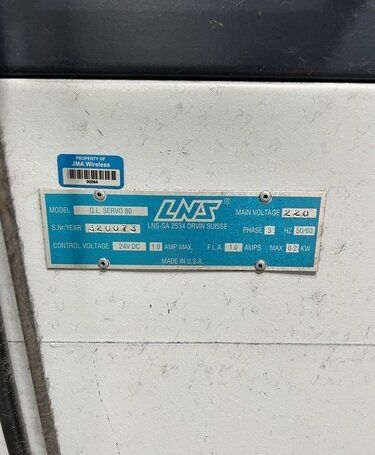 PROPERTY OF
JMA Wireless
00064
MODEL Q.L. SERVO 80 LNS ® MAIN VOLTAGE 220
S.Nr/YEAR 320073 LNS-SA 2534 ORVIN SUISSE PHASE 3 HZ 50/60
CONTROL VOLTAGE 24V DC 1.0 AMP MAX. F.L.A. 1.0 AMPS MAX. 0.2 KW
MADE IN U.S.A.